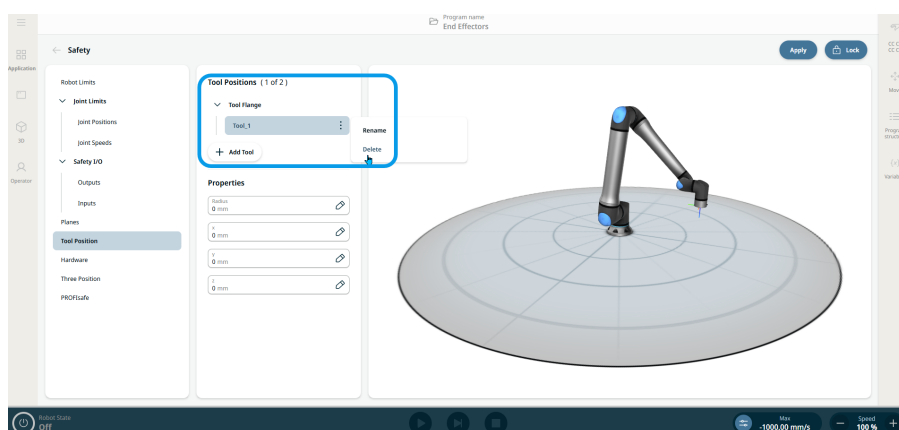 Program name
End Effectors
Safety
Apply
Lock
Application
3D
Operator
Robot Limits
Joint Limits
Joint Positions
Joint Speeds
Safety I/O
Outputs
Inputs
Planes
Tool Position
Hardware
Three Position
PROFIsafe
Tool Positions ( 1 of 2 )
Tool Flange
Tool_1
Rename
Delete
+ Add Tool
Properties
Radius
0 mm
X
0 mm
Y
0 mm
Z
0 mm
Robot State
Off
Max
-1000.00 mm/s
Speed
100 %